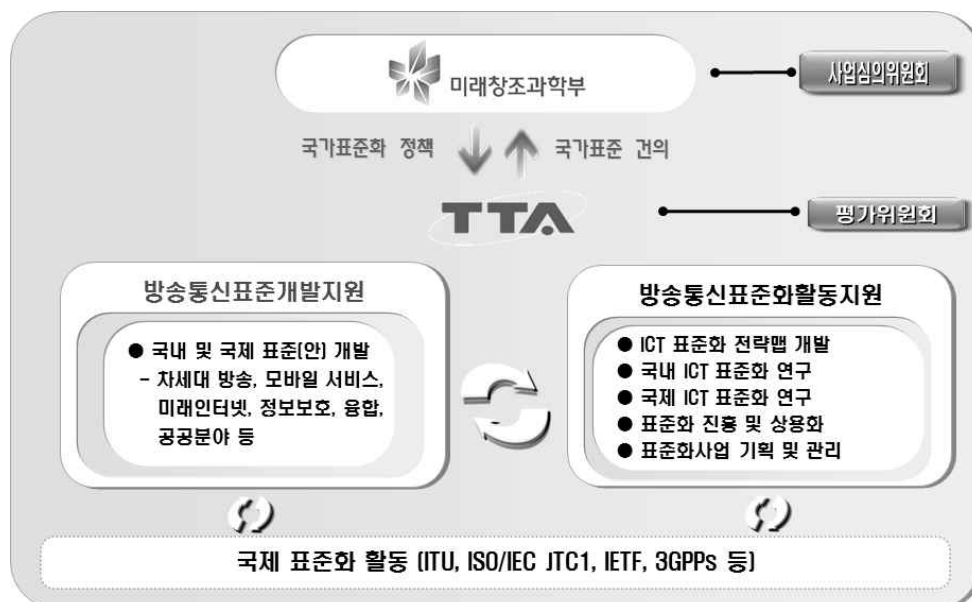 미래창조과학부
사업심의위원회
국가표준화 정책
국가표준 건의
TTA
평가위원회
방송통신표준개발지원
● 국내 및 국제 표준(안) 개발
- 차세대 방송, 모바일 서비스,
미래인터넷, 정보보호, 융합,
공공분야 등
방송통신표준화활동지원
● ICT 표준화 전략맵 개발
● 국내 ICT 표준화 연구
● 국제 ICT 표준화 연구
● 표준화 진흥 및 상용화
● 표준화사업 기획 및 관리
국제 표준화 활동 (ITU, ISO/IEC JTC1, IETF, 3GPPs 등)